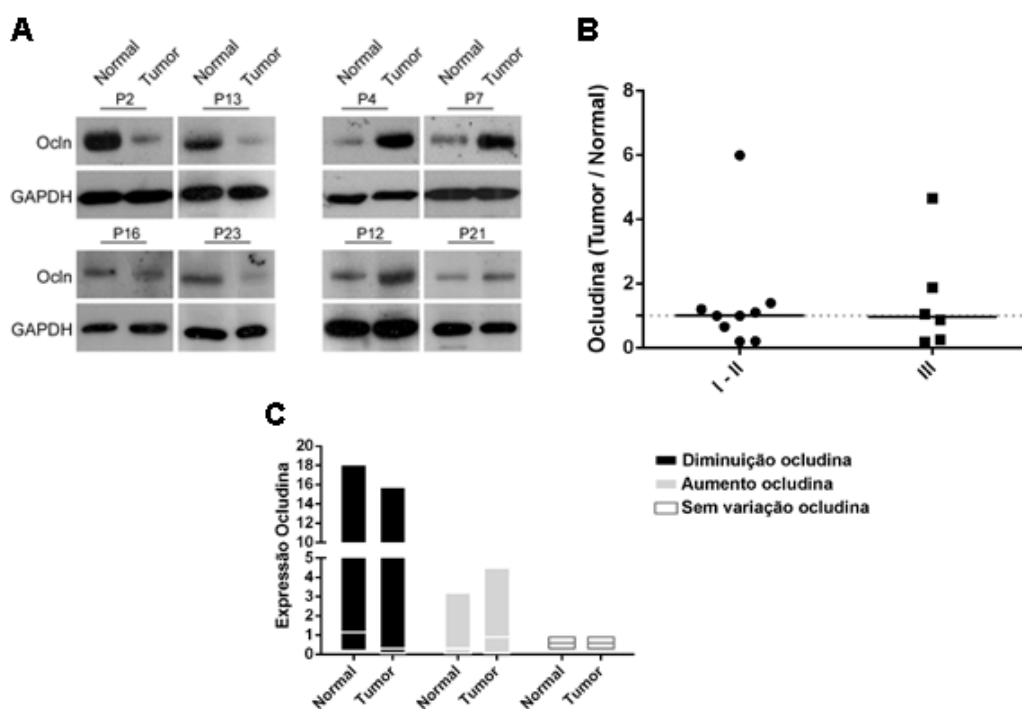 A
Normal Tumor Normal Tumor Normal Tumor Normal Tumor
P2 P13 P4 P7
Ocln
GAPDH
P16 P23 P12 P21
Ocln
GAPDH
B
Ocludina (Tumor / Normal)
8
6
4
2
0
I - II III
C
Expressão Ocludina
20
18
16
14
12
10
5
4
3
2
1
0
Normal Tumor Normal Tumor Normal Tumor
Diminuição ocludina
Aumento ocludina
Sem variação ocludina